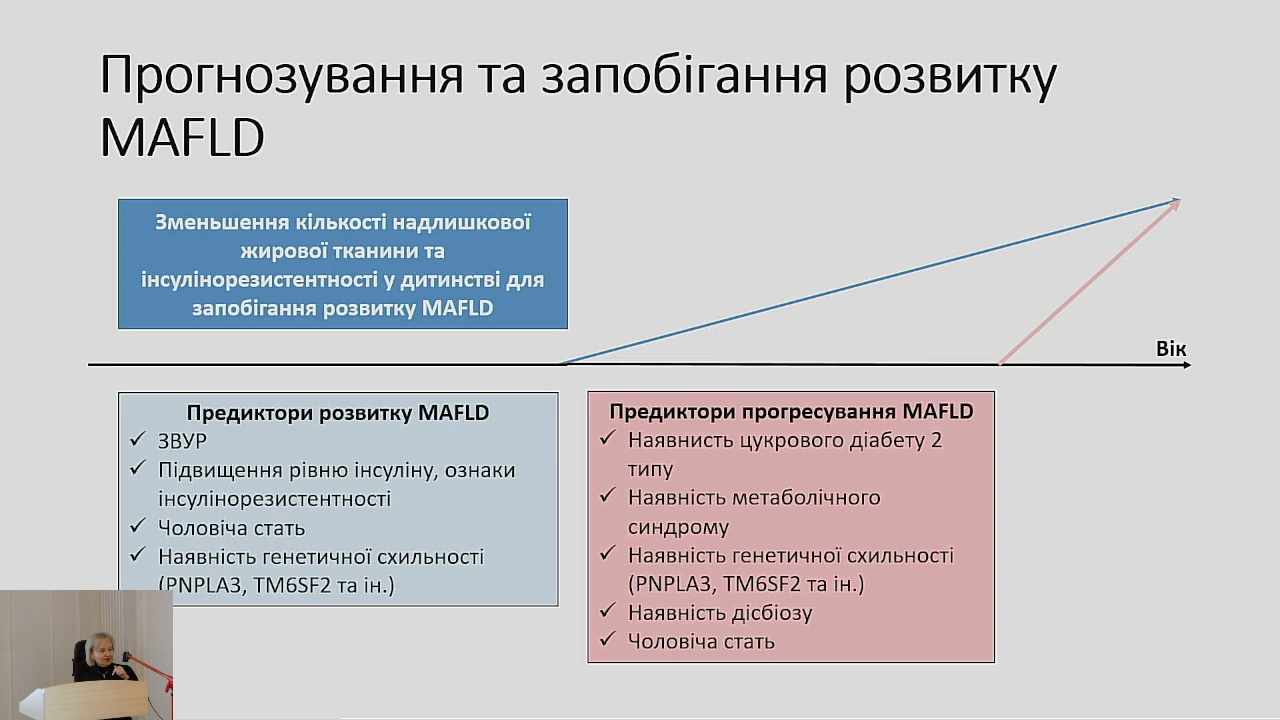 Прогнозування та запобігання розвитку
MAFLD
Зменьшення кількості надлишкової
жирової тканини та
інсулінорезистентності у дитинстві для
запобігання розвитку MAFLD
Вік
Предиктори розвитку MAFLD
✓ ЗВУР
✓ Підвищення рівню інсуліну, ознаки
інсулінорезистентності
✓ Чоловіча стать
✓ Наявність генетичної схильності
(PNPLA3, TM6SF2 та ін.)
Предиктори прогресування MAFLD
✓ Наявнисть цукрового діабету 2
типу
✓ Наявність метаболічного
синдрому
✓ Наявність генетичної схильності
(PNPLA3, TM6SF2 та ін.)
✓ Наявність дісбіозу
✓ Чоловіча стать